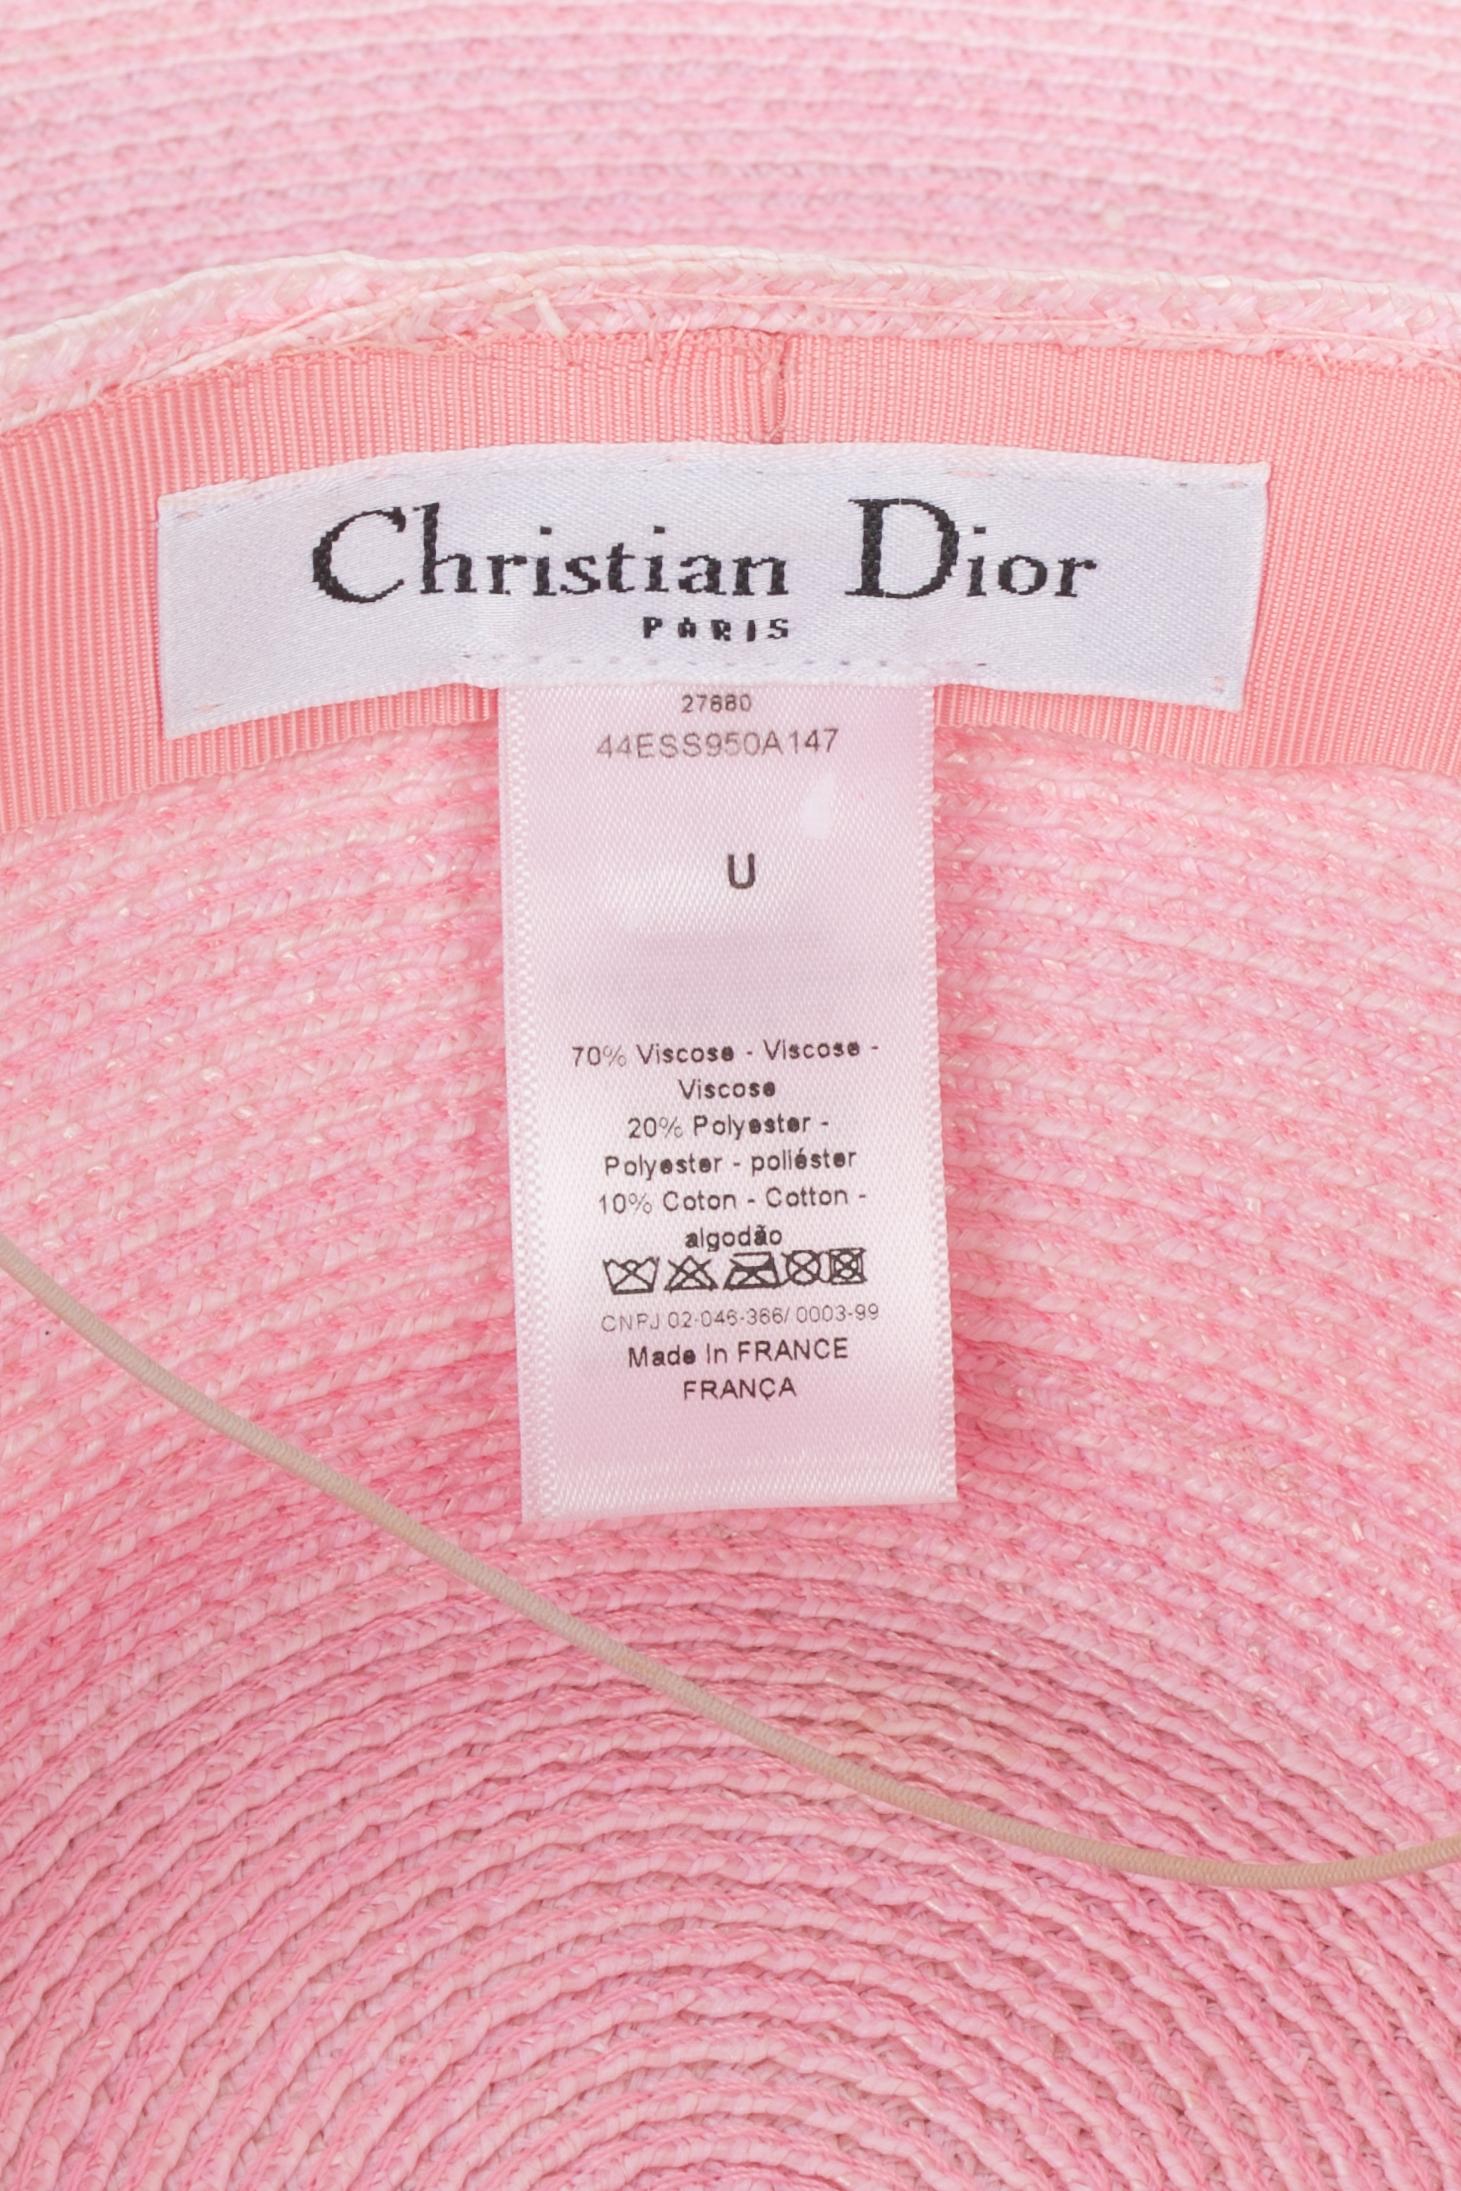 Christian Dior
PARIS
27680
44ESS950A147
U
70% Viscose - Viscose -
Viscose
20% Polyester -
Polyester - poliéster
10% Coton - Cotton -
algodão
CNPJ 02-046-366/ 0003-99
Made In FRANCE
FRANÇA